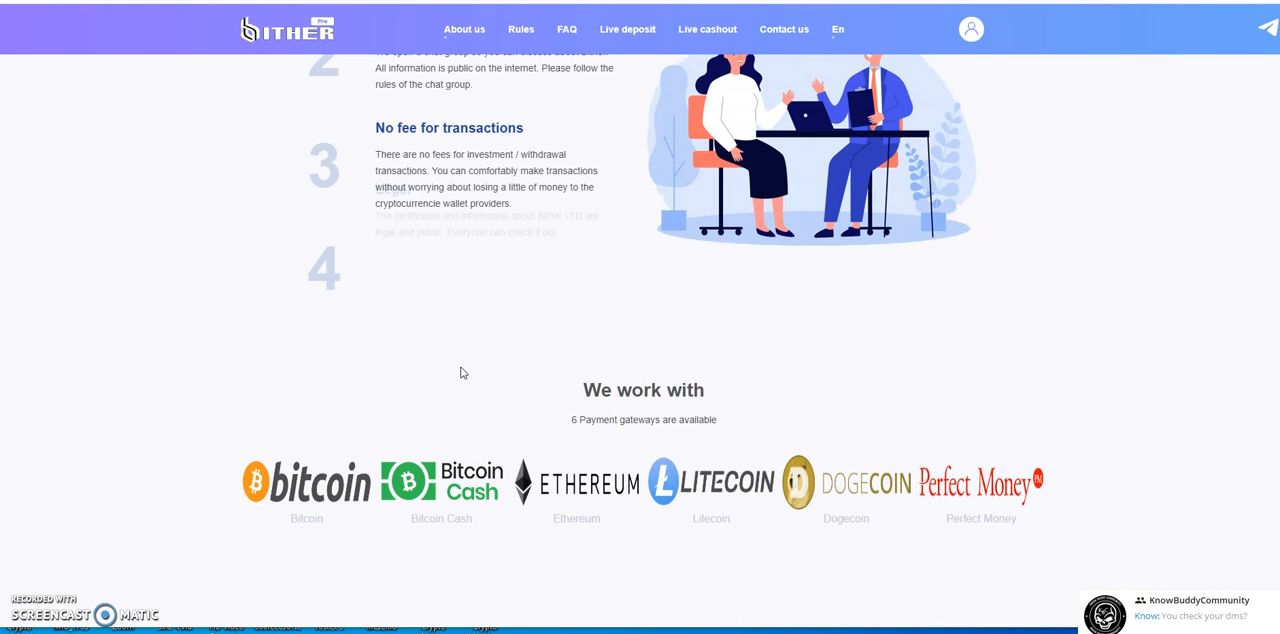 Pro
bITHER
About us Rules FAQ Live deposit Live cashout Contact us En
2
All information is public on the internet. Please follow the
rules of the chat group.
No fee for transactions
3
There are no fees for investment / withdrawal
transactions. You can comfortably make transactions
without worrying about losing a little of money to the
cryptocurrencie wallet providers.
Legal
The certificates and information about Bither LTD are
legal and public. Everyone can check it out
4
We work with
6 Payment gateways are available
bitcoin Bitcoin Cash ETHEREUM LITECOIN DOGECOIN Perfect Money PM
Bitcoin Bitcoin Cash Ethereum Litecoin Dogecoin Perfect Money
RECORDED WITH
SCREENCAST MATIC
KnowBuddyCommunity
Know: You check your dms?